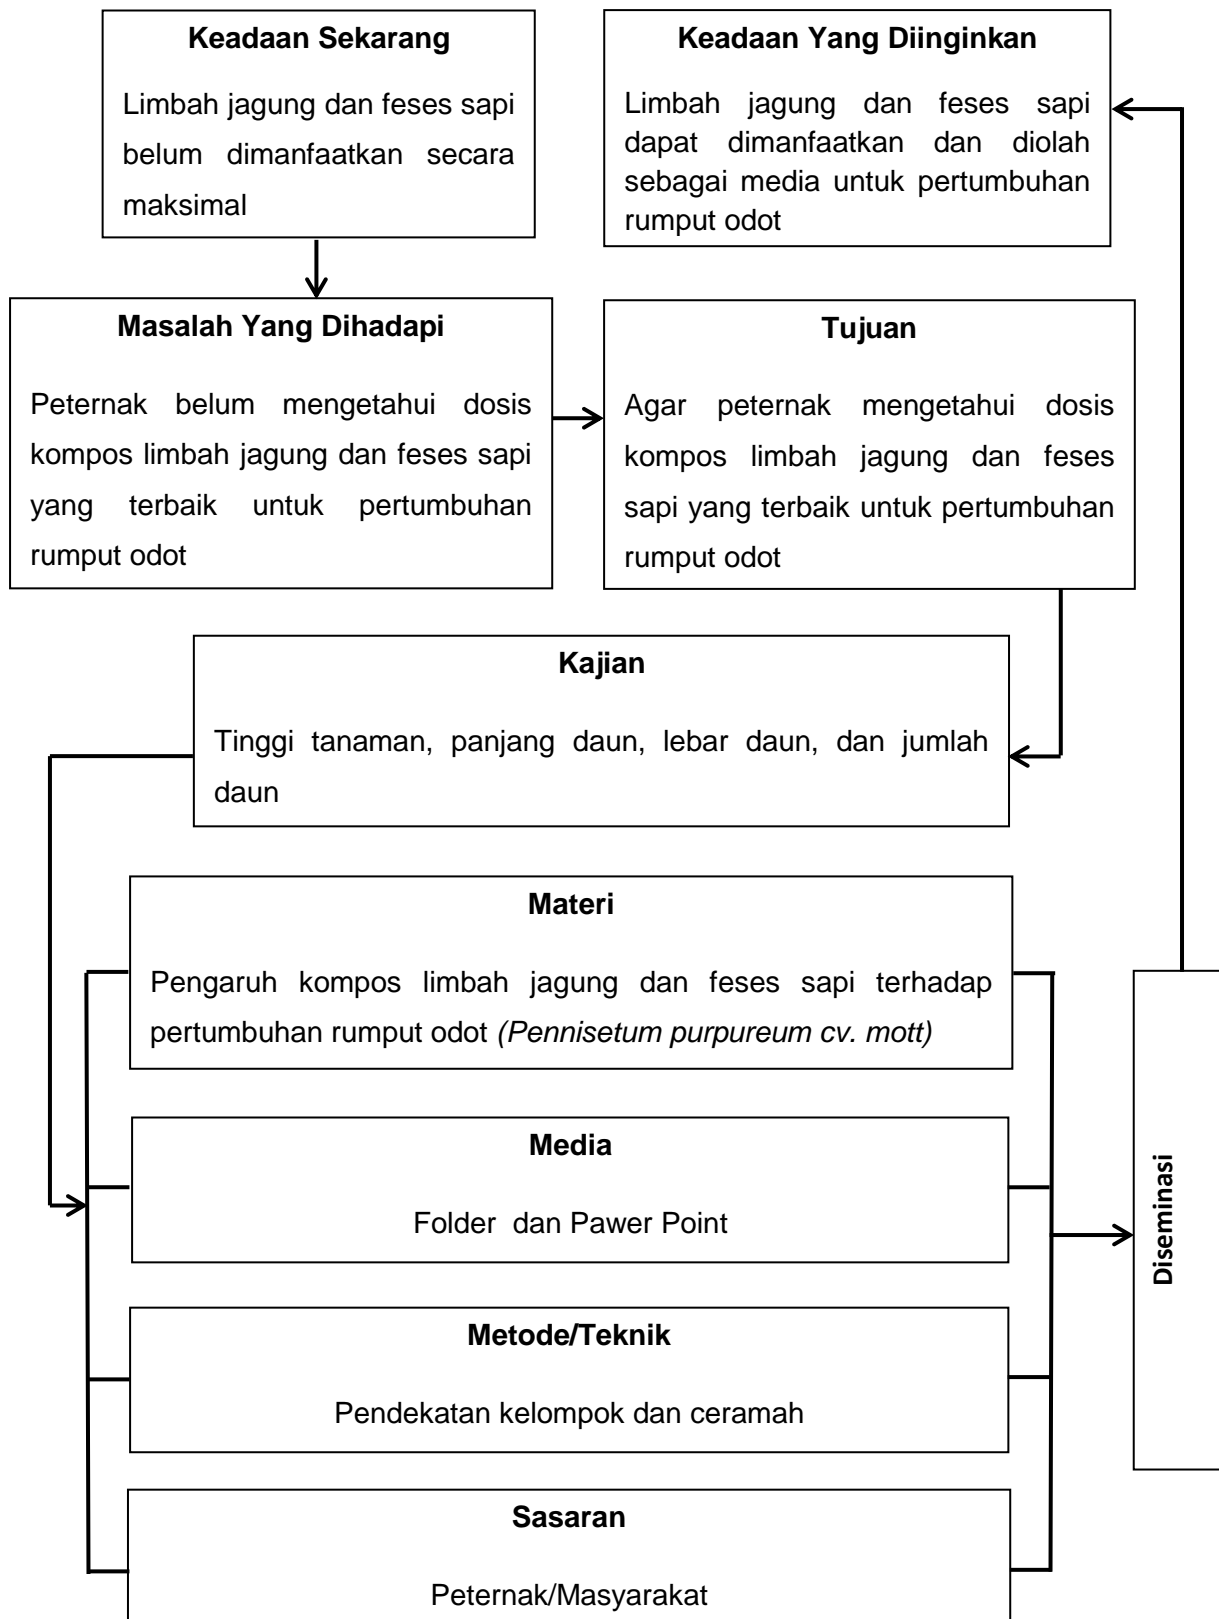 Keadaan Sekarang
Limbah jagung dan feses sapi
belum dimanfaatkan secara
maksimal
Keadaan Yang Diinginkan
Limbah jagung dan feses sapi
dapat dimanfaatkan dan diolah
sebagai media untuk pertumbuhan
rumput odot
Masalah Yang Dihadapi
Peternak belum mengetahui dosis
kompos limbah jagung dan feses sapi
yang terbaik untuk pertumbuhan
rumput odot
Tujuan
Agar peternak mengetahui dosis
kompos limbah jagung dan feses
sapi yang terbaik untuk pertumbuhan
rumput odot
Kajian
Tinggi tanaman, panjang daun, lebar daun, dan jumlah
daun
Materi
Pengaruh kompos limbah jagung dan feses sapi terhadap
pertumbuhan rumput odot (Pennisetum purpureum cv. mott)
Media
Folder dan Pawer Point
Metode/Teknik
Pendekatan kelompok dan ceramah
Sasaran
Peternak/Masyarakat
Diseminasi